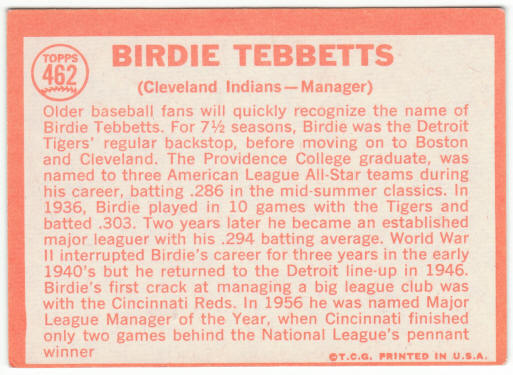 TOPPS
462
BIRDIE TEBBETTS
(Cleveland Indians—Manager)
Older baseball fans will quickly recognize the name of
Birdie Tebbetts. For 7½ seasons, Birdie was the Detroit
Tigers' regular backstop, before moving on to Boston
and Cleveland. The Providence College graduate, was
named to three American League All-Star teams during
his career, batting .286 in the mid-summer classics. In
1936, Birdie played in 10 games with the Tigers and
batted .303. Two years later he became an established
major leaguer with his .294 batting average. World War
II interrupted Birdie's career for three years in the early
1940's but he returned to the Detroit line-up in 1946.
Birdie's first crack at managing a big league club was
with the Cincinnati Reds. In 1956 he was named Major
League Manager of the Year, when Cincinnati finished
only two games behind the National League's pennant
winner
©T.C.G. PRINTED IN U.S.A.